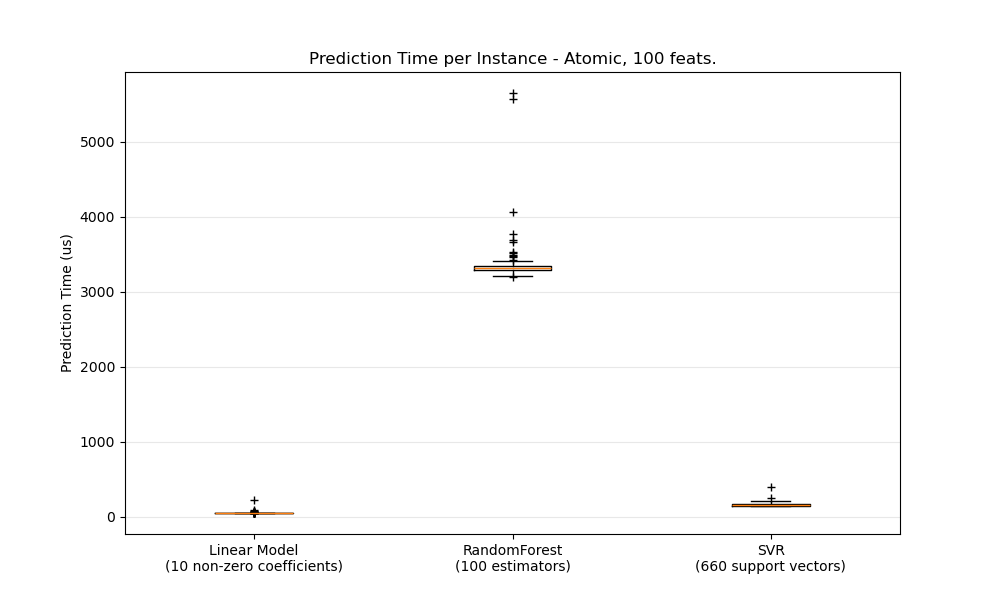 Prediction Time per Instance - Atomic, 100 feats.
Prediction Time (us)
5000
4000
3000
2000
1000
0
Linear Model
(10 non-zero coefficients)
RandomForest
(100 estimators)
SVR
(660 support vectors)